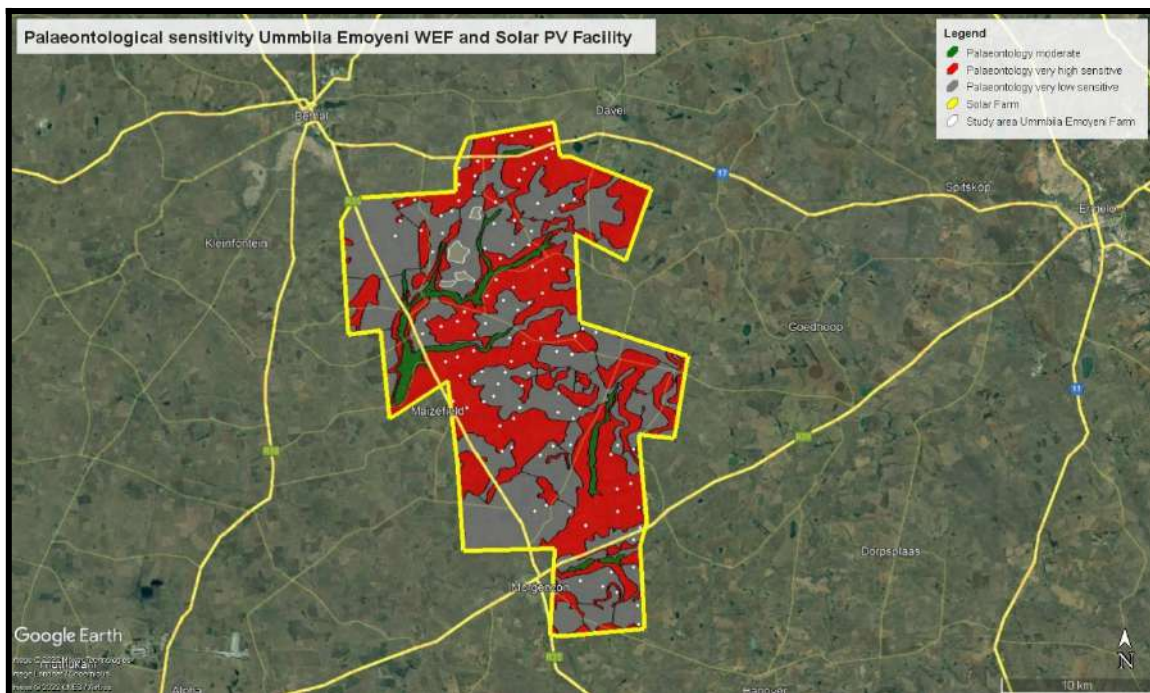 Palaeontological sensitivity Ummbila Emoyeni WEF and Solar PV Facility
Legend
Palaeontology moderate
Palaeontology very high sensitive
Palaeontology very low sensitive
Solar Farm
Study area Ummbila Emoyeni Farm
Davel
Bethal
17
Spitskop
Ermelo
Kleinfontein
Goedhoop
11
Maizefield
Dorpsplaas
Morgenzon
Google Earth
N
10 km
Hanover